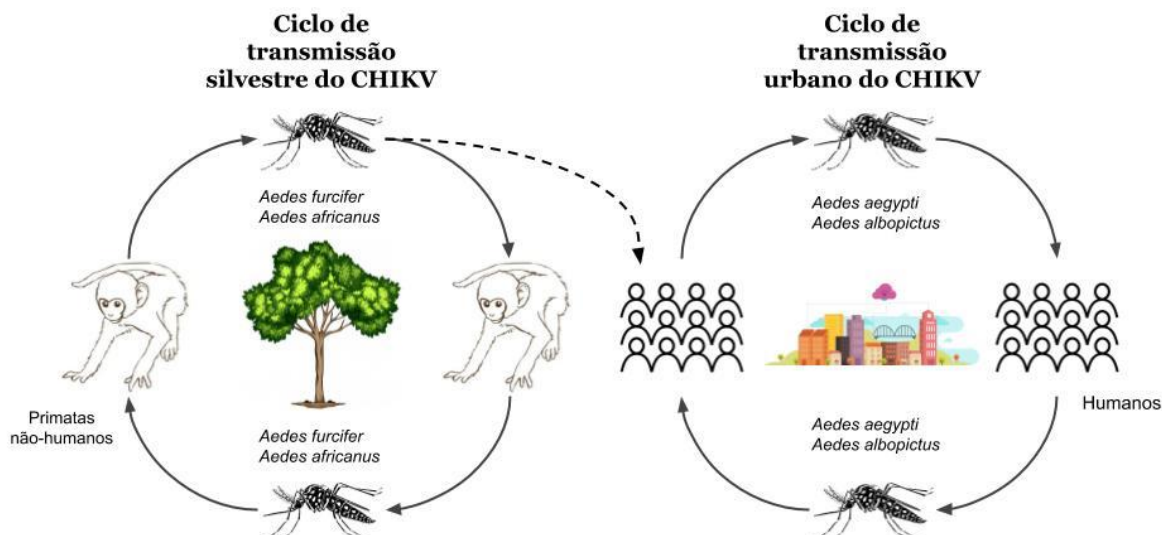 Ciclo de
transmissão
silvestre do CHIKV
Aedes furcifer
Aedes africanus
Primatas
não-humanos
Aedes furcifer
Aedes africanus
Ciclo de
transmissão
urbano do CHIKV
Aedes aegypti
Aedes albopictus
Humanos
Aedes aegypti
Aedes albopictus